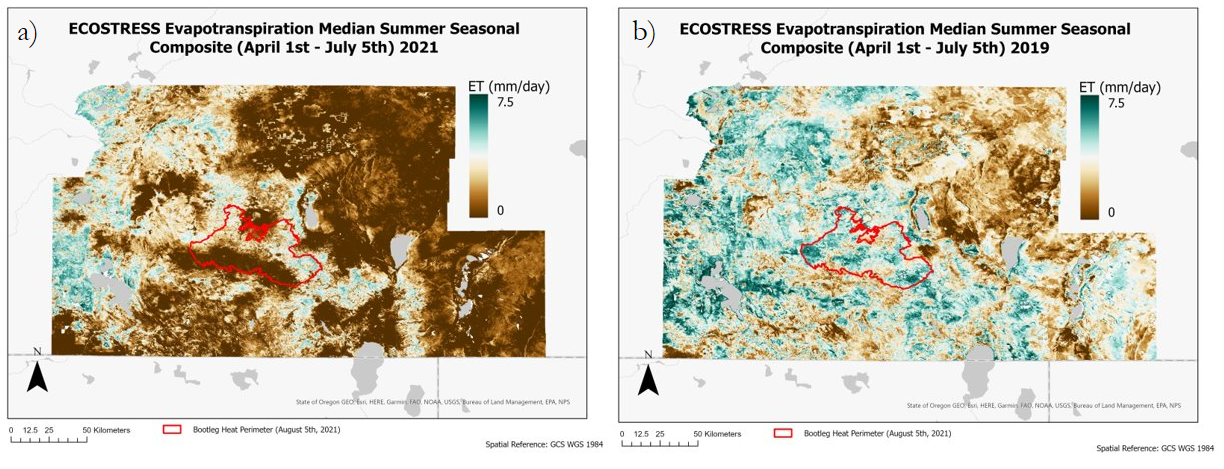 a)
ECOSTRESS Evapotranspiration Median Summer Seasonal
Composite (April 1st - July 5th) 2021
ET (mm/day)
7.5
0
N
State of Oregon GEO, Esri, HERE, Garmin, FAO, NOAA, USGS, Bureau of Land Management, EPA, NPS
0 12.5 25 50 Kilometers
Bootleg Heat Perimeter (August 5th, 2021)
Spatial Reference: GCS WGS 1984
b)
ECOSTRESS Evapotranspiration Median Summer Seasonal
Composite (April 1st - July 5th) 2019
ET (mm/day)
7.5
0
N
State of Oregon GEO, Esri, HERE, Garmin, FAO, NOAA, USGS, Bureau of Land Management, EPA, NPS
0 12.5 25 50 Kilometers
Bootleg Heat Perimeter (August 5th, 2021)
Spatial Reference: GCS WGS 1984